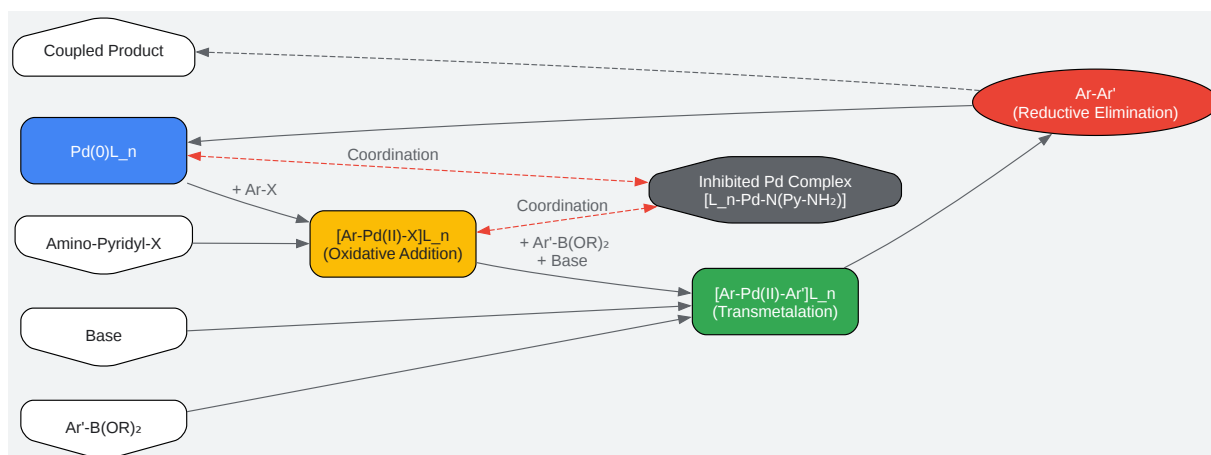 Coupled Product
Ar-Ar'
(Reductive Elimination)
Pd(0)L_n
Coordination
+ Ar-X
Inhibited Pd Complex
[L_n-Pd-N(Py-NH₂)]
Coordination
Amino-Pyridyl-X
[Ar-Pd(II)-X]L_n
(Oxidative Addition)
+ Ar'-B(OR)₂
+ Base
[Ar-Pd(II)-Ar']L_n
(Transmetalation)
Base
Ar'-B(OR)₂